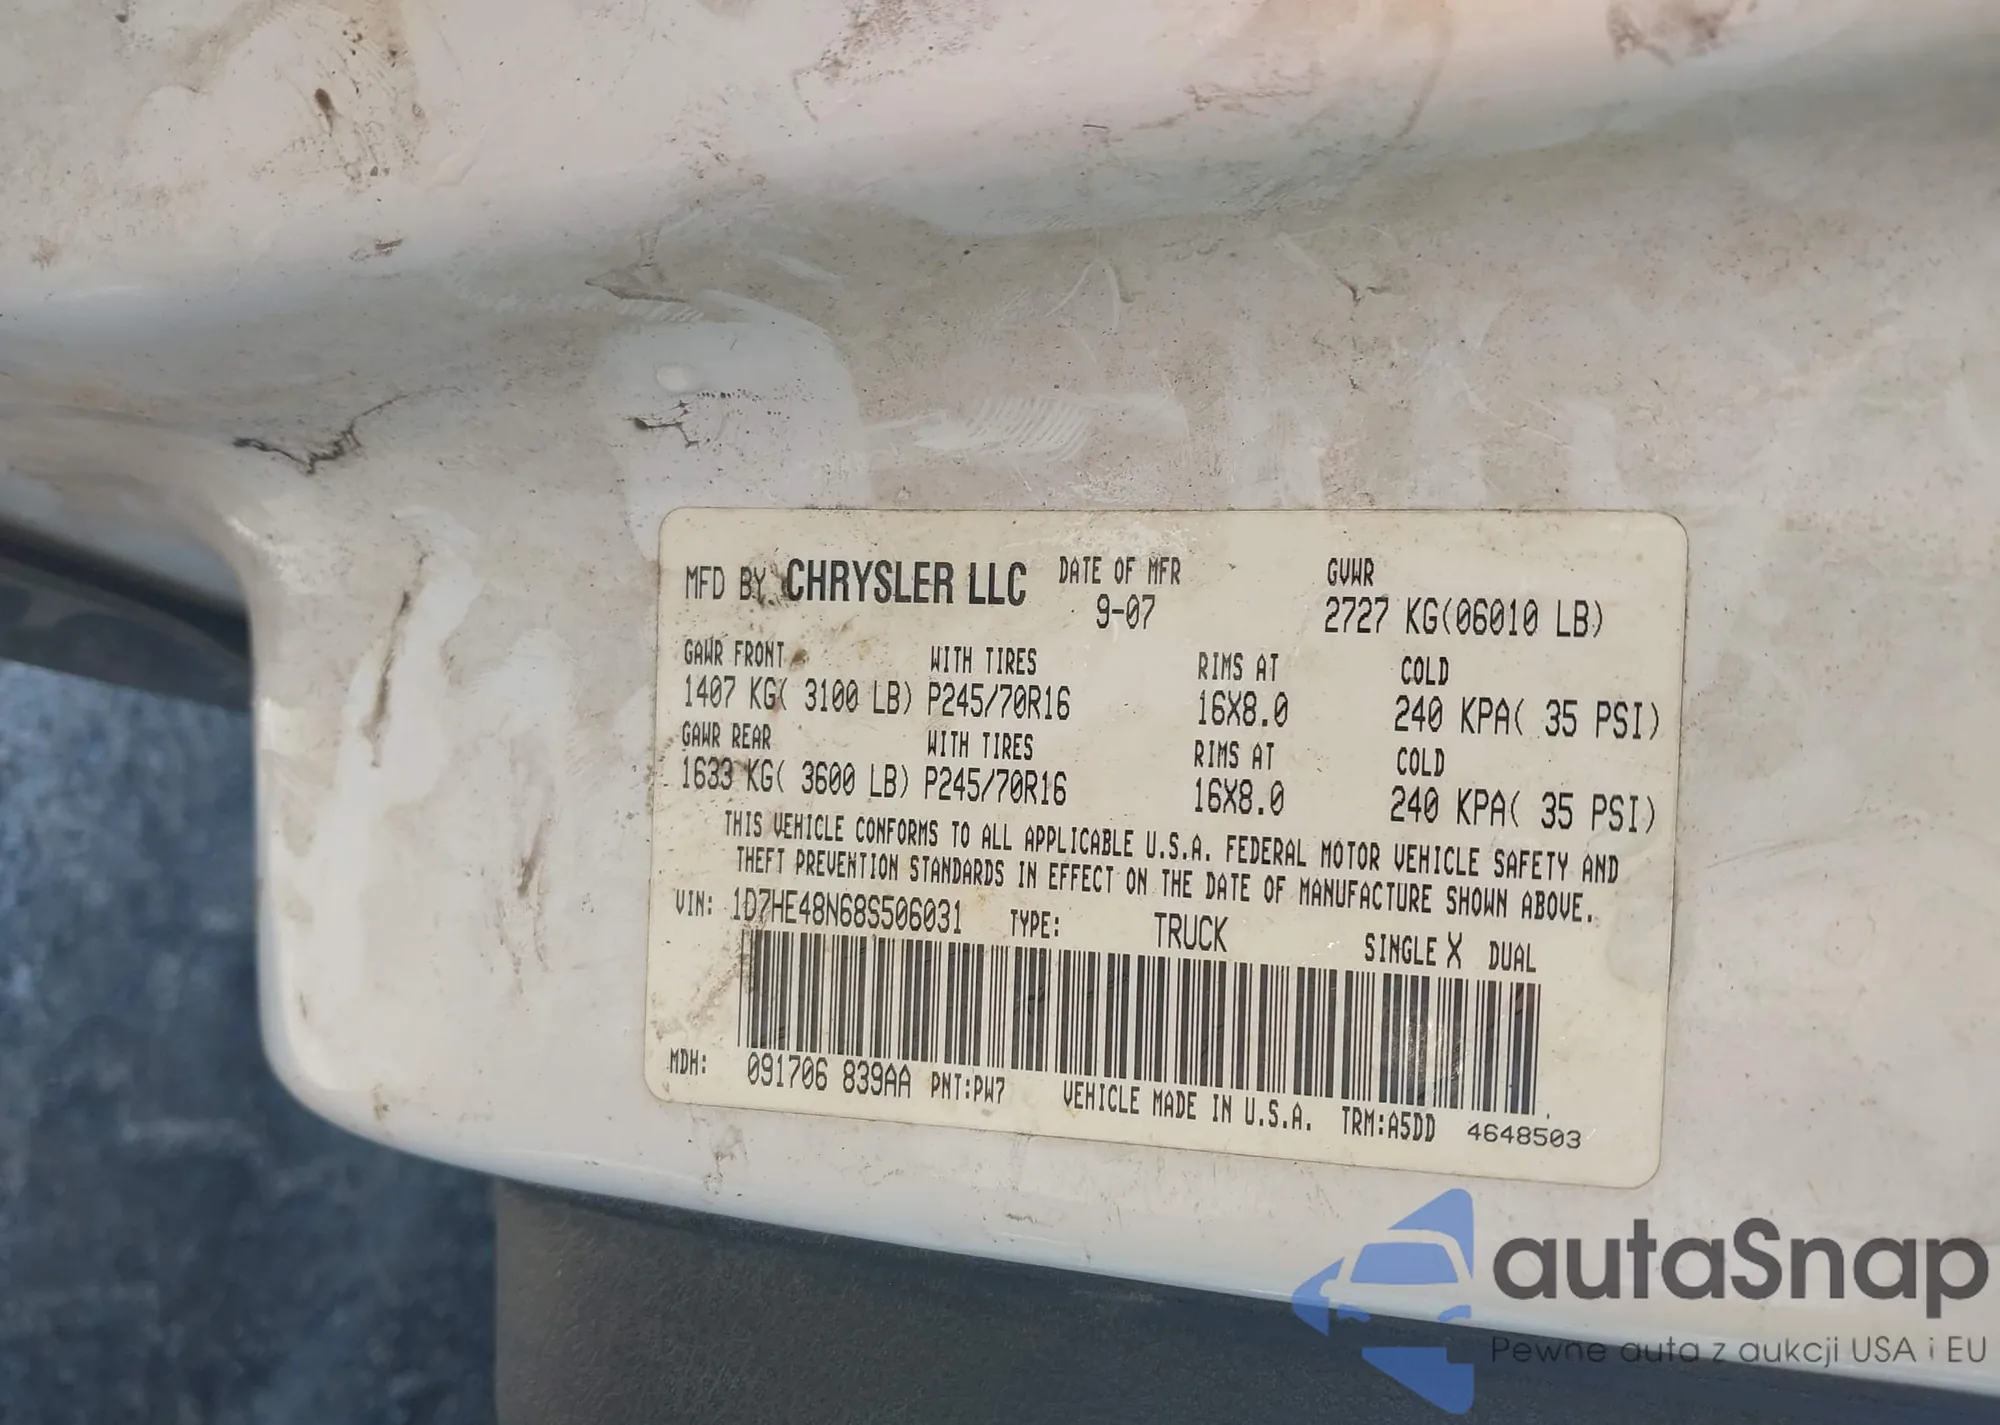 MFD BY CHRYSLER LLC DATE OF MFR GVWR
9-07 2727 KG(06010 LB)
GAWR FRONT WITH TIRES RIMS AT COLD
1407 KG( 3100 LB) P245/70R16 16X8.0 240 KPA( 35 PSI)
GAWR REAR WITH TIRES RIMS AT COLD
1633 KG( 3600 LB) P245/70R16 16X8.0 240 KPA( 35 PSI)
THIS VEHICLE CONFORMS TO ALL APPLICABLE U.S.A. FEDERAL MOTOR VEHICLE SAFETY AND
THEFT PREVENTION STANDARDS IN EFFECT ON THE DATE OF MANUFACTURE SHOWN ABOVE.
VIN: 1D7HE48N68S506031 TYPE: TRUCK SINGLE X DUAL
MDH: 091706 839AA PNT:PW7 VEHICLE MADE IN U.S.A. TRM:A5DD 4648503
autaSnap
Pewne auta z aukcji USA i EU